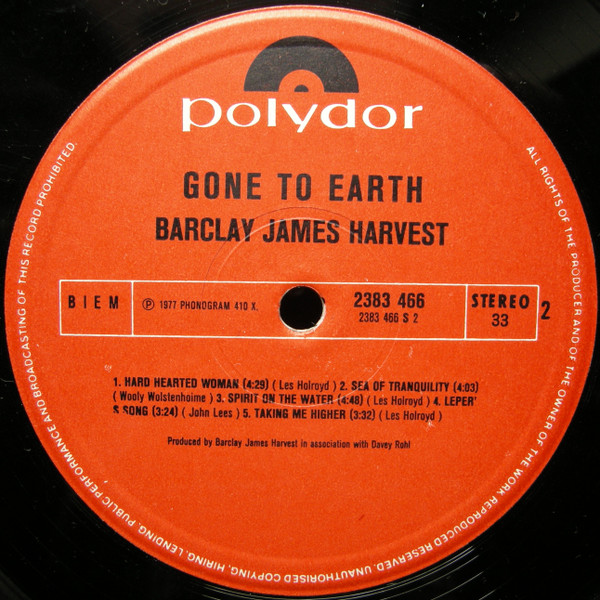 polydor
GONE TO EARTH
BARCLAY JAMES HARVEST
BIEM
Ⓟ 1977 PHONOGRAM 410 X.
2383 466
2383 466 S 2
STEREO
33
2
1. HARD HEARTED WOMAN (4:29) ( Les Holroyd ) 2. SEA OF TRANQUILITY (4:03)
( Wooly Wolstenholme ) 3. SPIRIT ON THE WATER (4:48) ( Les Holroyd ) 4. LEPER'
S SONG (3:24) ( John Lees ) 5. TAKING ME HIGHER (3:32) ( Les Holroyd )
Produced by Barclay James Harvest in association with Davey Rohl
ALL RIGHTS OF THE PRODUCER AND OF THE OWNER OF THE WORK REPRODUCED RESERVED. UNAUTHORISED COPYING, HIRING, LENDING, PUBLIC PERFORMANCE AND BROADCASTING OF THIS RECORD PROHIBITED.